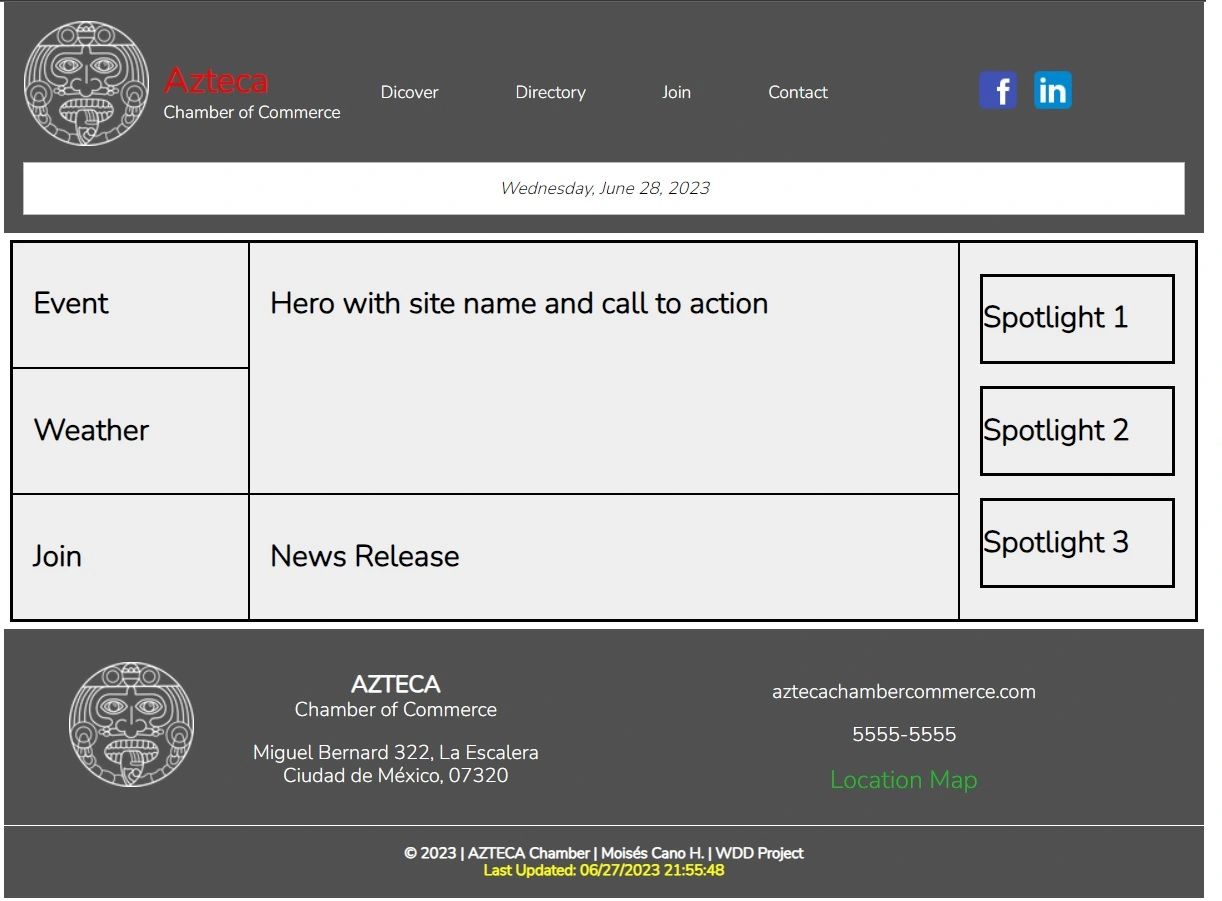 Azteca
Chamber of Commerce
Dicover
Directory
Join
Contact
f
in
Wednesday, June 28, 2023
Event
Hero with site name and call to action
Spotlight 1
Weather
Spotlight 2
Join
News Release
Spotlight 3
AZTECA
Chamber of Commerce
Miguel Bernard 322, La Escalera
Ciudad de México, 07320
aztecachambercommerce.com
5555-5555
Location Map
© 2023 | AZTECA Chamber | Moisés Cano H. | WDD Project
Last Updated: 06/27/2023 21:55:48